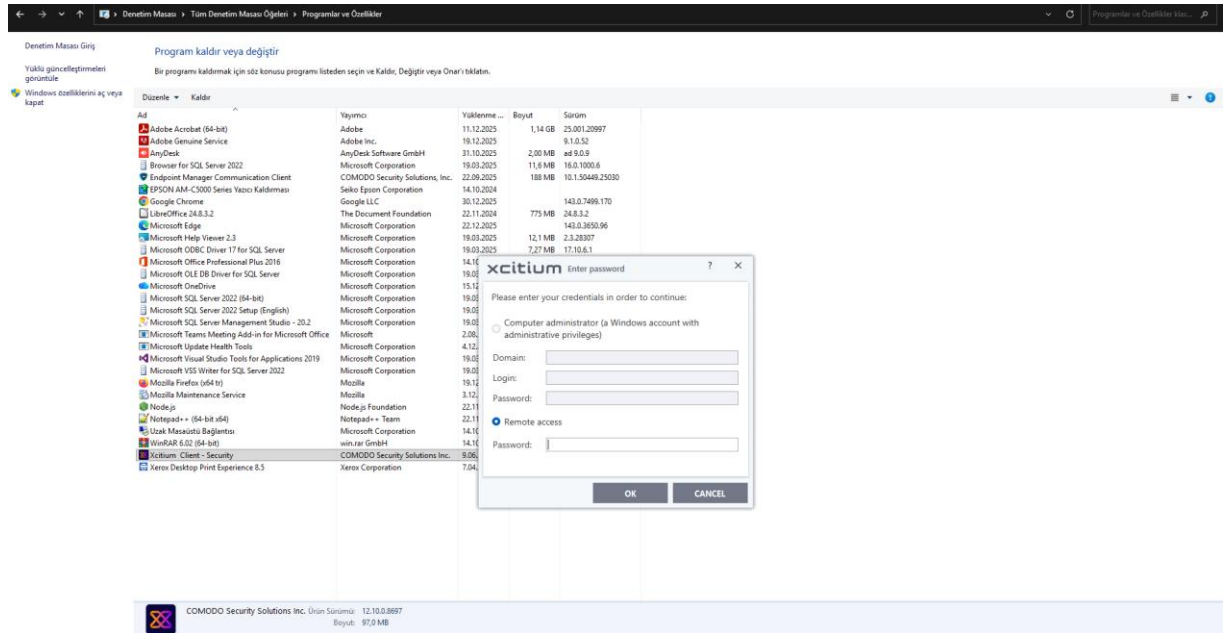 Denetim Masası › Tüm Denetim Masası Öğeleri › Programlar ve Özellikler
Programlar ve Özellikler klas...
Denetim Masası Giriş
Yüklü güncelleştirmeleri görüntüle
Windows özelliklerini aç veya kapat
Program kaldır veya değiştir
Bir programı kaldırmak için söz konusu programı listeden seçin ve Kaldır, Değiştir veya Onar'ı tıklatın.
Düzenle Kaldır
Ad Yayımcı Yüklenme ... Boyut Sürüm
Adobe Acrobat (64-bit) Adobe 11.12.2025 1,14 GB 25.001.20997
Adobe Genuine Service Adobe Inc. 19.12.2025 9.1.0.52
AnyDesk AnyDesk Software GmbH 31.10.2025 2,00 MB ad 9.0.9
Browser for SQL Server 2022 Microsoft Corporation 19.03.2025 11,6 MB 16.0.1000.6
Endpoint Manager Communication Client COMODO Security Solutions, Inc. 22.09.2025 188 MB 10.1.50449.25030
EPSON AM-C5000 Series Yazıcı Kaldırması Seiko Epson Corporation 14.10.2024
Google Chrome Google LLC 30.12.2025 143.0.7499.170
LibreOffice 24.8.3.2 The Document Foundation 22.11.2024 775 MB 24.8.3.2
Microsoft Edge Microsoft Corporation 22.12.2025 143.0.3650.96
Microsoft Help Viewer 2.3 Microsoft Corporation 19.03.2025 12,1 MB 2.3.28307
Microsoft ODBC Driver 17 for SQL Server Microsoft Corporation 19.03.2025 7,27 MB 17.10.6.1
Microsoft Office Professional Plus 2016 Microsoft Corporation
Microsoft OLE DB Driver for SQL Server Microsoft Corporation
Microsoft OneDrive Microsoft Corporation
Microsoft SQL Server 2022 (64-bit) Microsoft Corporation
Microsoft SQL Server 2022 Setup (English) Microsoft Corporation
Microsoft SQL Server Management Studio - 20.2 Microsoft Corporation
Microsoft Teams Meeting Add-in for Microsoft Office Microsoft
Microsoft Update Health Tools Microsoft Corporation
Microsoft Visual Studio Tools for Applications 2019 Microsoft Corporation
Microsoft VSS Writer for SQL Server 2022 Microsoft Corporation
Mozilla Firefox (x64 tr) Mozilla
Mozilla Maintenance Service Mozilla
Node.js Node.js Foundation
Notepad++ (64-bit x64) Notepad++ Team
Uzak Masaüstü Bağlantısı Microsoft Corporation
WinRAR 6.02 (64-bit) win.rar GmbH
Xcitium Client - Security COMODO Security Solutions Inc.
Xerox Desktop Print Experience 8.5 Xerox Corporation
xcitium Enter password
Please enter your credentials in order to continue:
Computer administrator (a Windows account with
administrative privileges)
Domain:
Login:
Password:
Remote access
Password:
OK CANCEL
COMODO Security Solutions Inc. Ürün Sürümü: 12.10.0.8697
Boyut: 97,0 MB